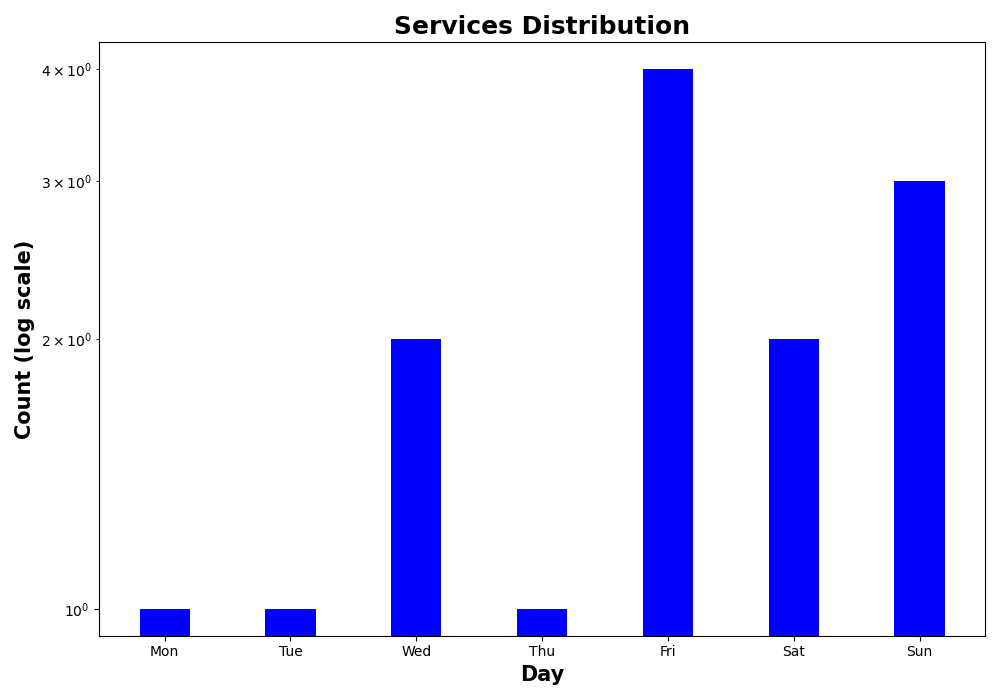 Services Distribution
4 × 10⁰
3 × 10⁰
2 × 10⁰
10⁰
Count (log scale)
Mon Tue Wed Thu Fri Sat Sun
Day